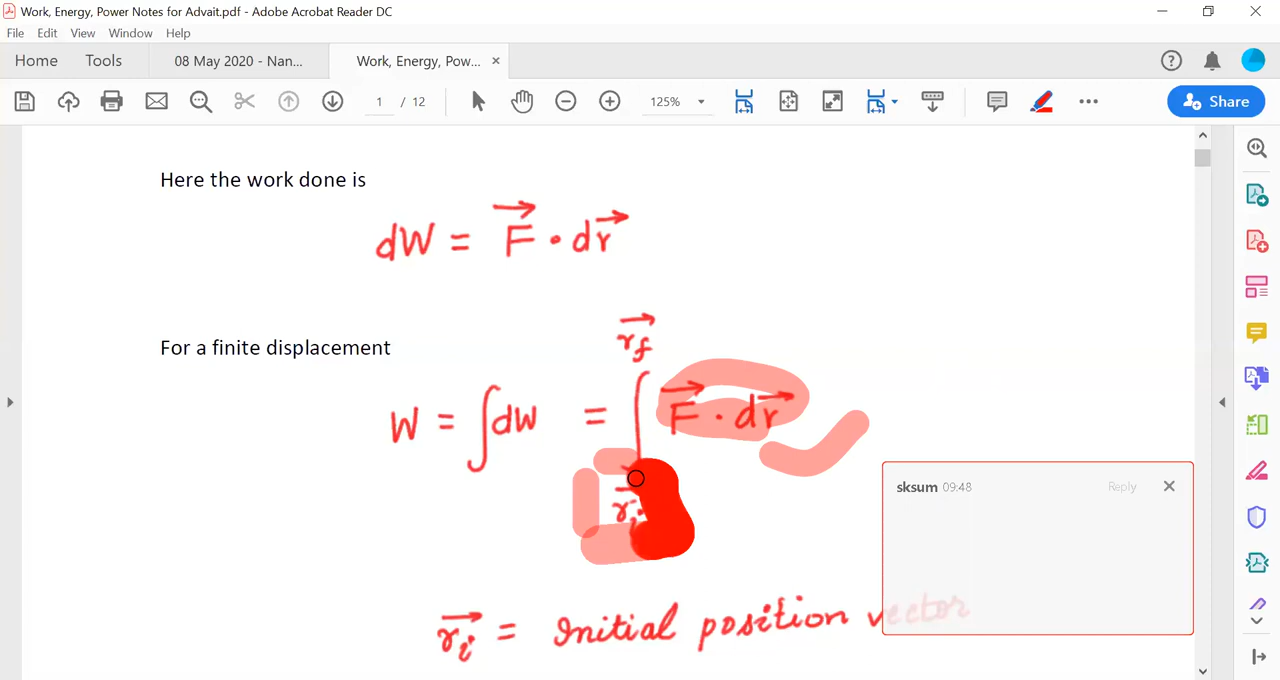 Work, Energy, Power Notes for Advait.pdf - Adobe Acrobat Reader DC
File Edit View Window Help
Home Tools 08 May 2020 - Nan... Work, Energy, Pow... ×
1 / 12 125% Share
Here the work done is
dW = F⃗ · dr⃗
For a finite displacement
r⃗f
W = ∫dW = ∫ F⃗ · dr⃗
r⃗i
sksum 09:48 Reply
r⃗i = Initial position vector